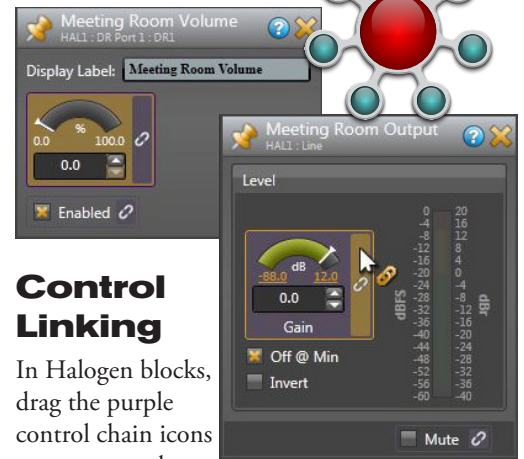 Meeting Room Volume
HAL1 : DR Port 1 : DR1
Display Label: Meeting Room Volume
%
0.0 100.0
0.0
Enabled
Meeting Room Output
HAL1 : Line
Level
dB
-88.0 12.0
0.0
Gain
Off @ Min
Invert
dBFS
0 20
-4 16
-8 12
-12 8
-16 4
-20 0
-24 -4
-28 -8
-32 -12
-36 -16
-40 -20
-44 -24
-48 -28
-52 -32
-56 -36
-60 -40
dBr
Mute
Control
Linking
In Halogen blocks,
drag the purple
control chain icons